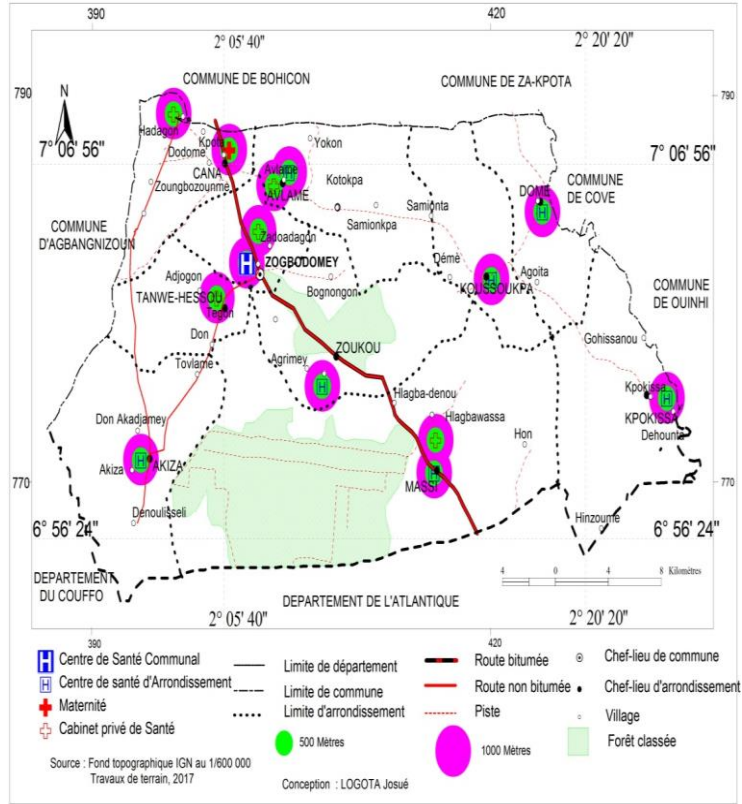 390
420
2° 05' 40"
2° 20' 20"
COMMUNE DE BOHICON
COMMUNE DE ZA-KPOTA
790
790
N
7° 06' 56"
7° 06' 56"
Hadagon
Kpota
Yokon
Dodome
CANA
Avlame
AVLAME
Zoungbozounme
Kotokpa
DOME
COMMUNE
DE COVE
COMMUNE
D'AGBANGNIZOUN
Samionkpa
Samionta
Zadoadagon
ZOGBODOMEY
Déme
KOUSSOUKPA
Agoita
COMMUNE
DE OUINHI
Adjogon
TANWE-HESSOU
Tegon
Bognongon
Don
ZOUKOU
Gohissanou
Tovlame
Agrimey
Hlagba-denou
Hlagbawassa
Kpokissa
KPOKISSA
Dehounta
Don Akadjamey
Hon
Akiza
AKIZA
MASSI
770
770
Denoulisseli
Hinzoume
6° 56' 24"
6° 56' 24"
4 0 4 8 Kilomètres
DEPARTEMENT
DU COUFFO
DEPARTEMENT DE L'ATLANTIQUE
2° 05' 40"
2° 20' 20"
390
420
Centre de Santé Communal
Centre de santé d'Arrondissement
Maternité
Cabinet privé de Santé
Limite de département
Limite de commune
Limite d'arrondissement
500 Mètres
Route bitumée
Route non bitumée
Piste
1000 Mètres
Chef-lieu de commune
Chef-lieu d'arrondissement
Village
Forêt classée
Source : Fond topographique IGN au 1/600 000
Travaux de terrain, 2017
Conception : LOGOTA Josué